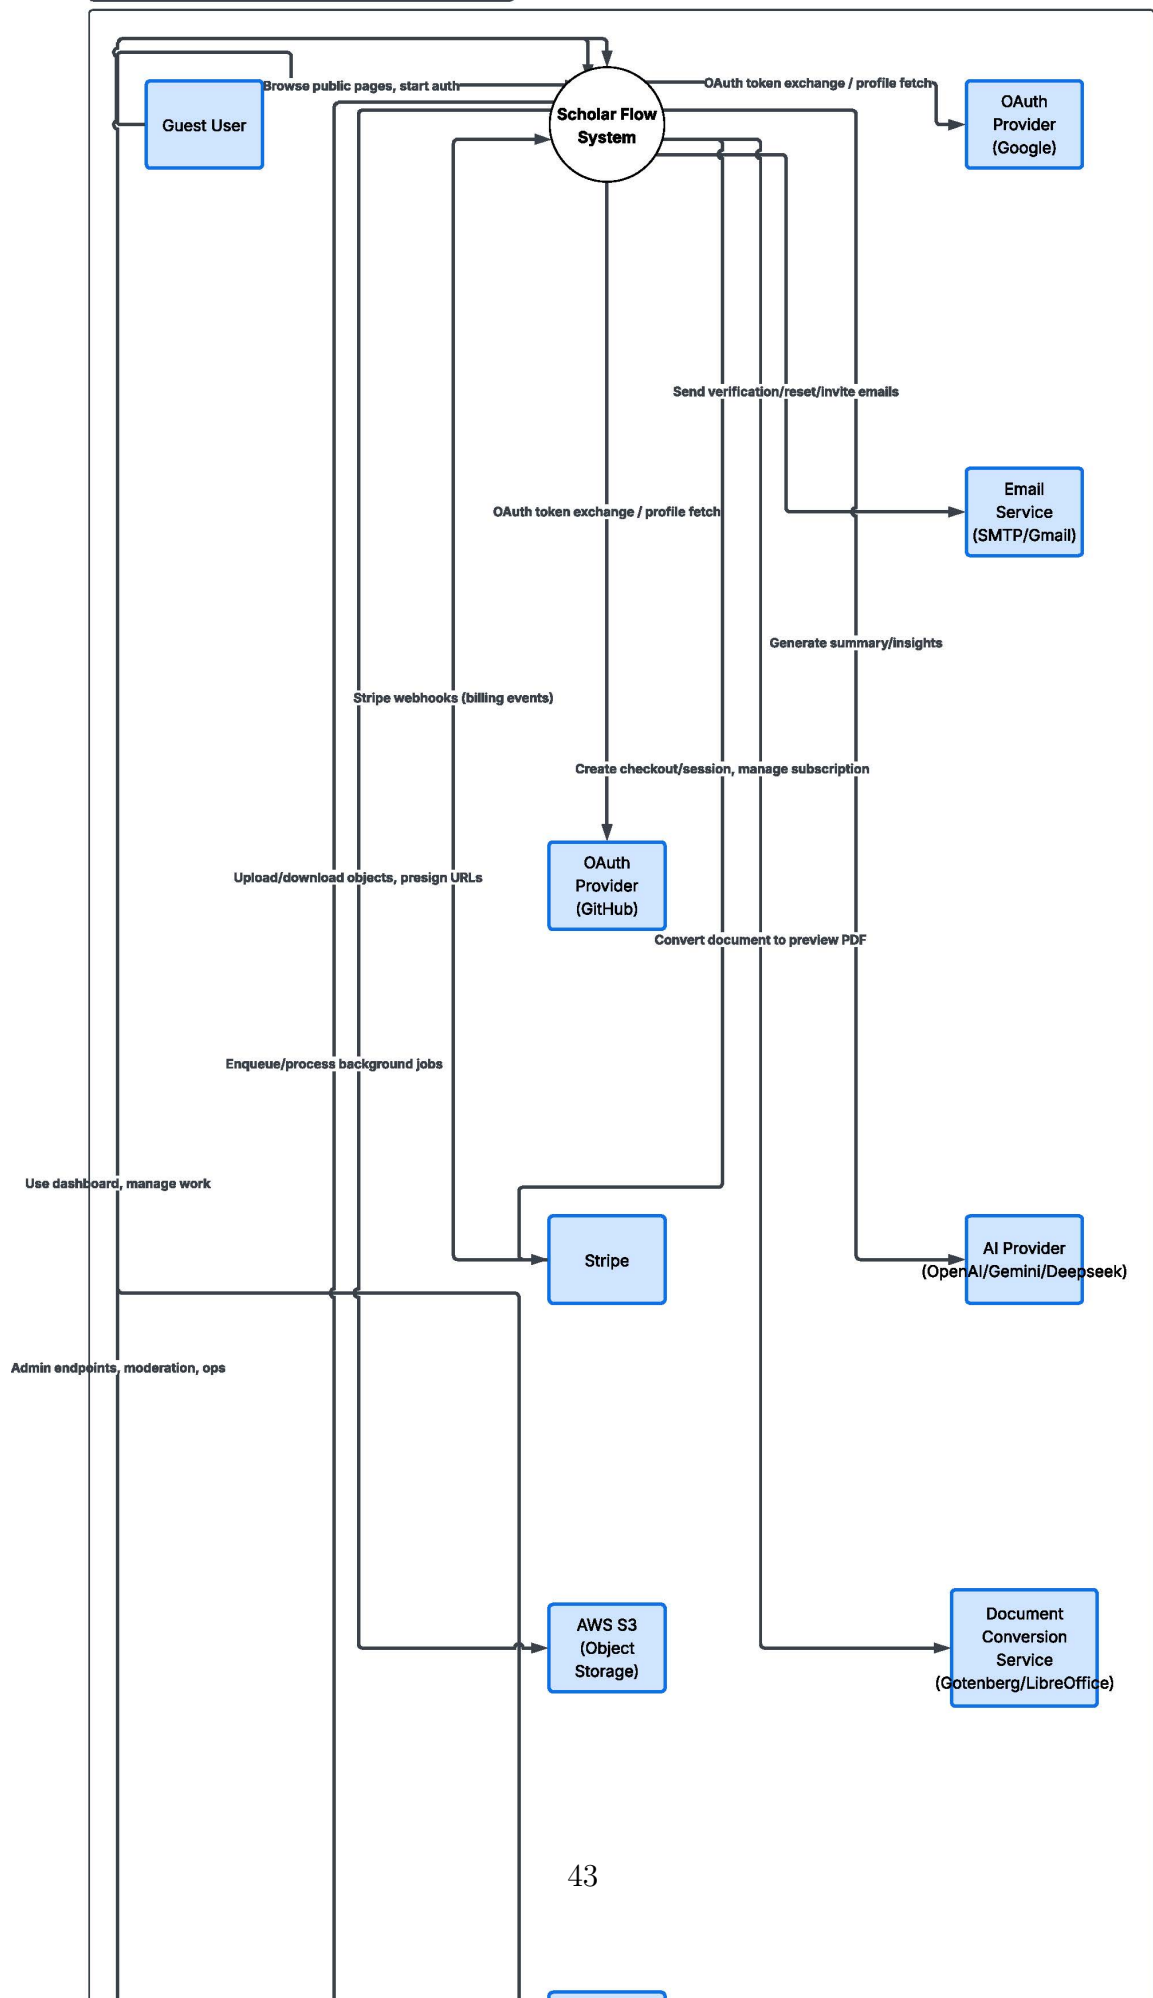 Browse public pages, start auth
OAuth token exchange / profile fetch
Guest User
Scholar Flow
System
OAuth
Provider
(Google)
Send verification/reset/invite emails
OAuth token exchange / profile fetch
Email
Service
(SMTP/Gmail)
Generate summary/insights
Stripe webhooks (billing events)
Create checkout/session, manage subscription
OAuth
Provider
(GitHub)
Upload/download objects, presign URLs
Convert document to preview PDF
Enqueue/process background jobs
Use dashboard, manage work
Stripe
AI Provider
(OpenAI/Gemini/Deepseek)
Admin endpoints, moderation, ops
AWS S3
(Object
Storage)
Document
Conversion
Service
(Gotenberg/LibreOffice)
43